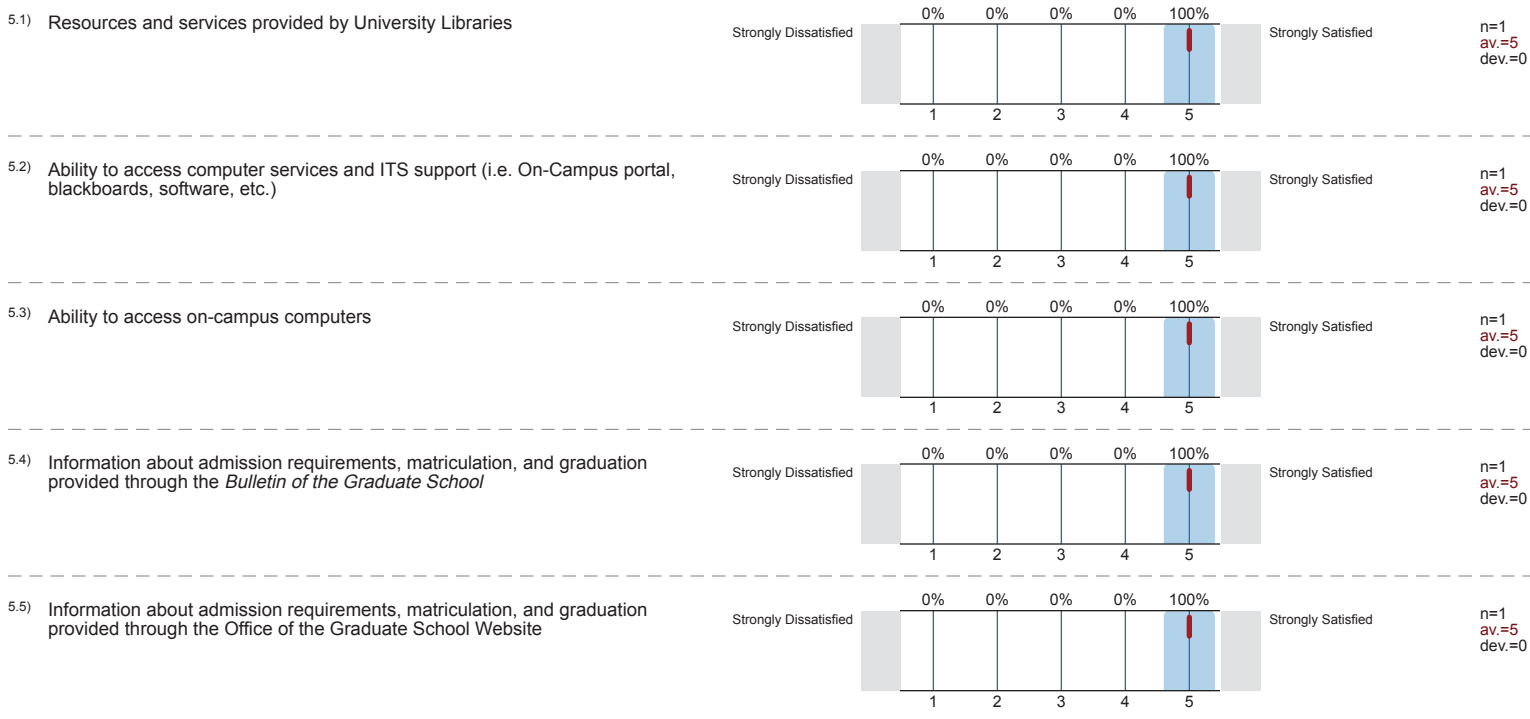 5.1) Resources and services provided by University Libraries
0% 0% 0% 0% 100%
Strongly Dissatisfied Strongly Satisfied
n=1
av.=5
dev.=0
1 2 3 4 5
5.2) Ability to access computer services and ITS support (i.e. On-Campus portal,
blackboards, software, etc.)
0% 0% 0% 0% 100%
Strongly Dissatisfied Strongly Satisfied
n=1
av.=5
dev.=0
1 2 3 4 5
5.3) Ability to access on-campus computers
0% 0% 0% 0% 100%
Strongly Dissatisfied Strongly Satisfied
n=1
av.=5
dev.=0
1 2 3 4 5
5.4) Information about admission requirements, matriculation, and graduation
provided through the Bulletin of the Graduate School
0% 0% 0% 0% 100%
Strongly Dissatisfied Strongly Satisfied
n=1
av.=5
dev.=0
1 2 3 4 5
5.5) Information about admission requirements, matriculation, and graduation
provided through the Office of the Graduate School Website
0% 0% 0% 0% 100%
Strongly Dissatisfied Strongly Satisfied
n=1
av.=5
dev.=0
1 2 3 4 5